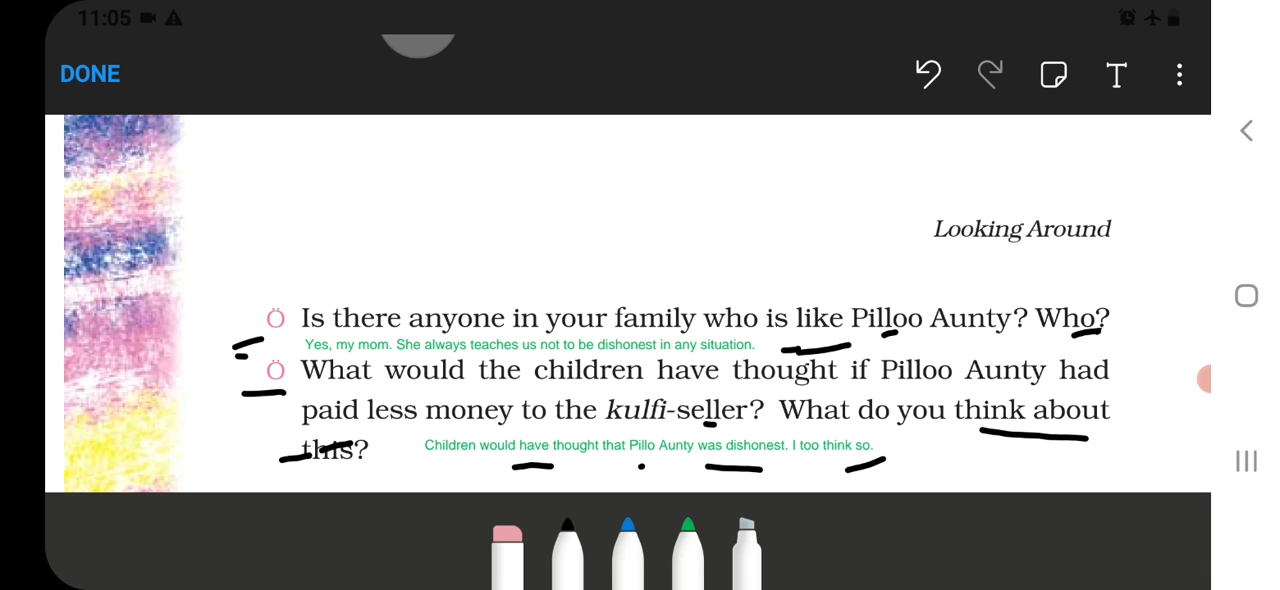 11:05
DONE
T
Looking Around
Ö Is there anyone in your family who is like Pilloo Aunty? Who?
Yes, my mom. She always teaches us not to be dishonest in any situation.
Ö What would the children have thought if Pilloo Aunty had
paid less money to the kulfi-seller? What do you think about
this?
Children would have thought that Pillo Aunty was dishonest. I too think so.